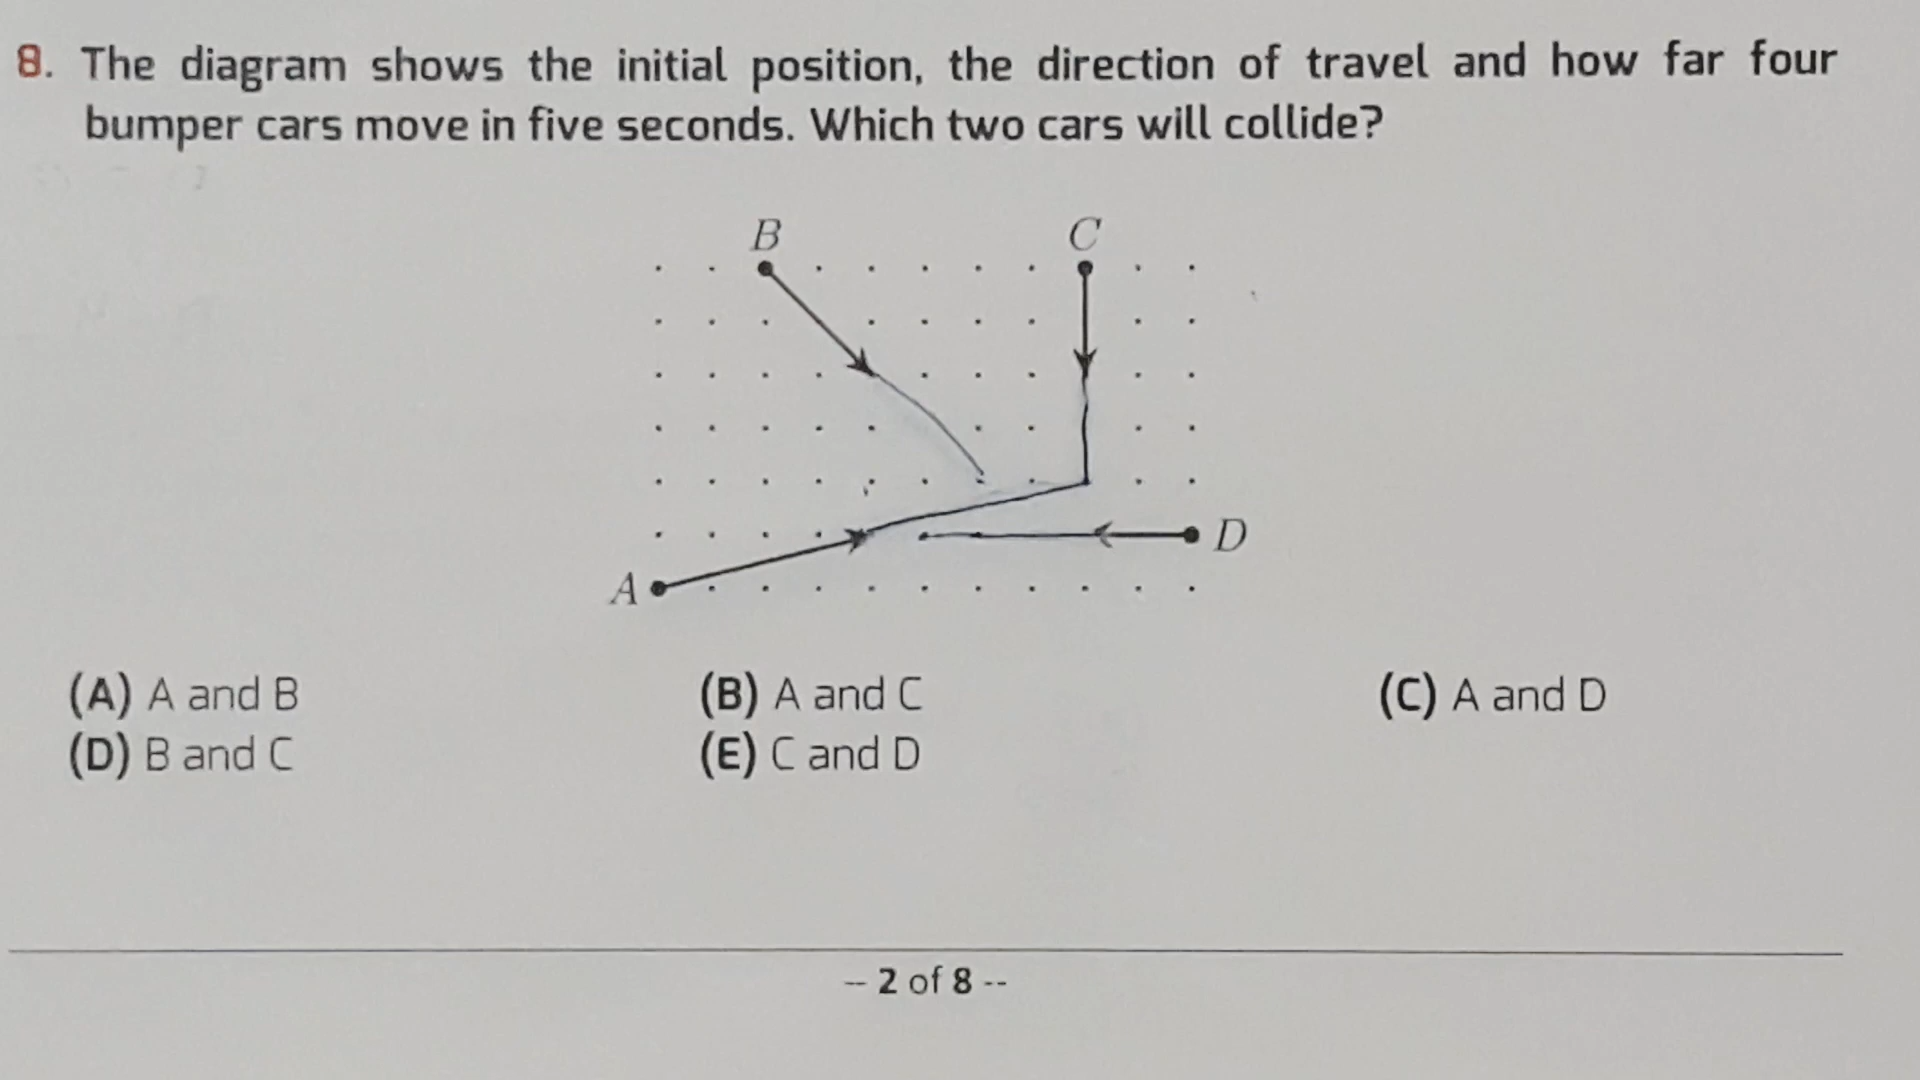 8. The diagram shows the initial position, the direction of travel and how far four
bumper cars move in five seconds. Which two cars will collide?
B
C
D
A
(A) A and B
(B) A and C
(C) A and D
(D) B and C
(E) C and D
-- 2 of 8 --